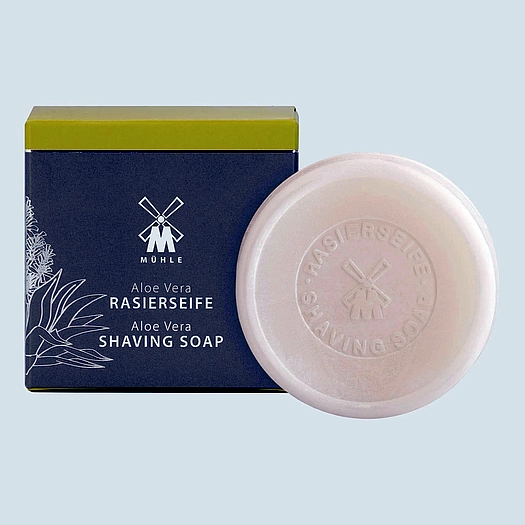 MÜHLE
Aloe Vera
RASIERSEIFE
Aloe Vera
SHAVING SOAP
· RASIERSEIFE ·
SHAVING SOAP